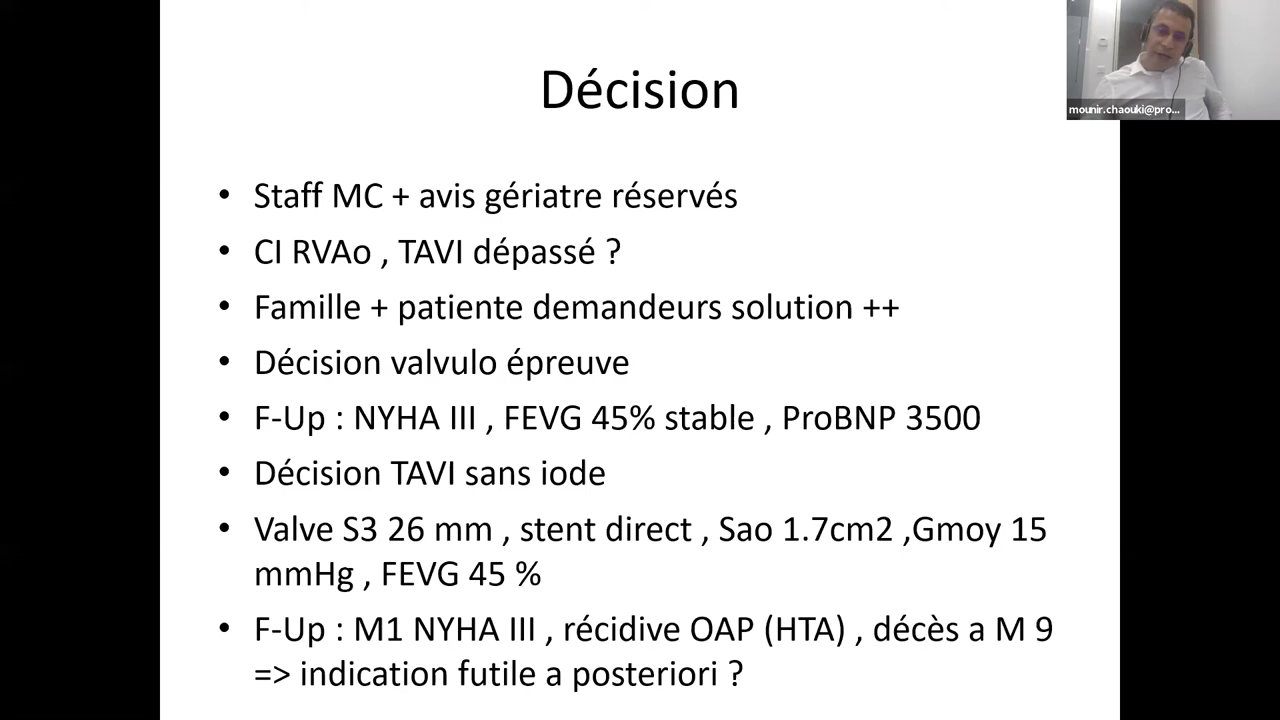 mounir.chaouki@pro...
Décision
• Staff MC + avis gériatre réservés
• CI RVAo , TAVI dépassé ?
• Famille + patiente demandeurs solution ++
• Décision valvulo épreuve
• F-Up : NYHA III , FEVG 45% stable , ProBNP 3500
• Décision TAVI sans iode
• Valve S3 26 mm , stent direct , Sao 1.7cm2 ,Gmoy 15
mmHg , FEVG 45 %
• F-Up : M1 NYHA III , récidive OAP (HTA) , décès a M 9
=> indication futile a posteriori ?